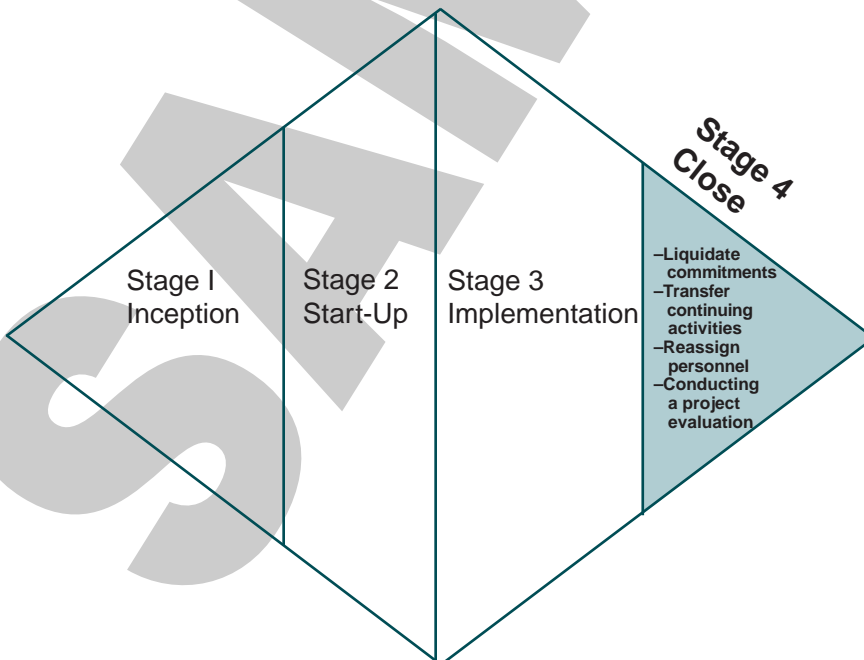 Stage I
Inception
Stage 2
Start-Up
Stage 3
Implementation
Stage 4
Close
–Liquidate
commitments
–Transfer
continuing
activities
–Reassign
personnel
–Conducting
a project
evaluation